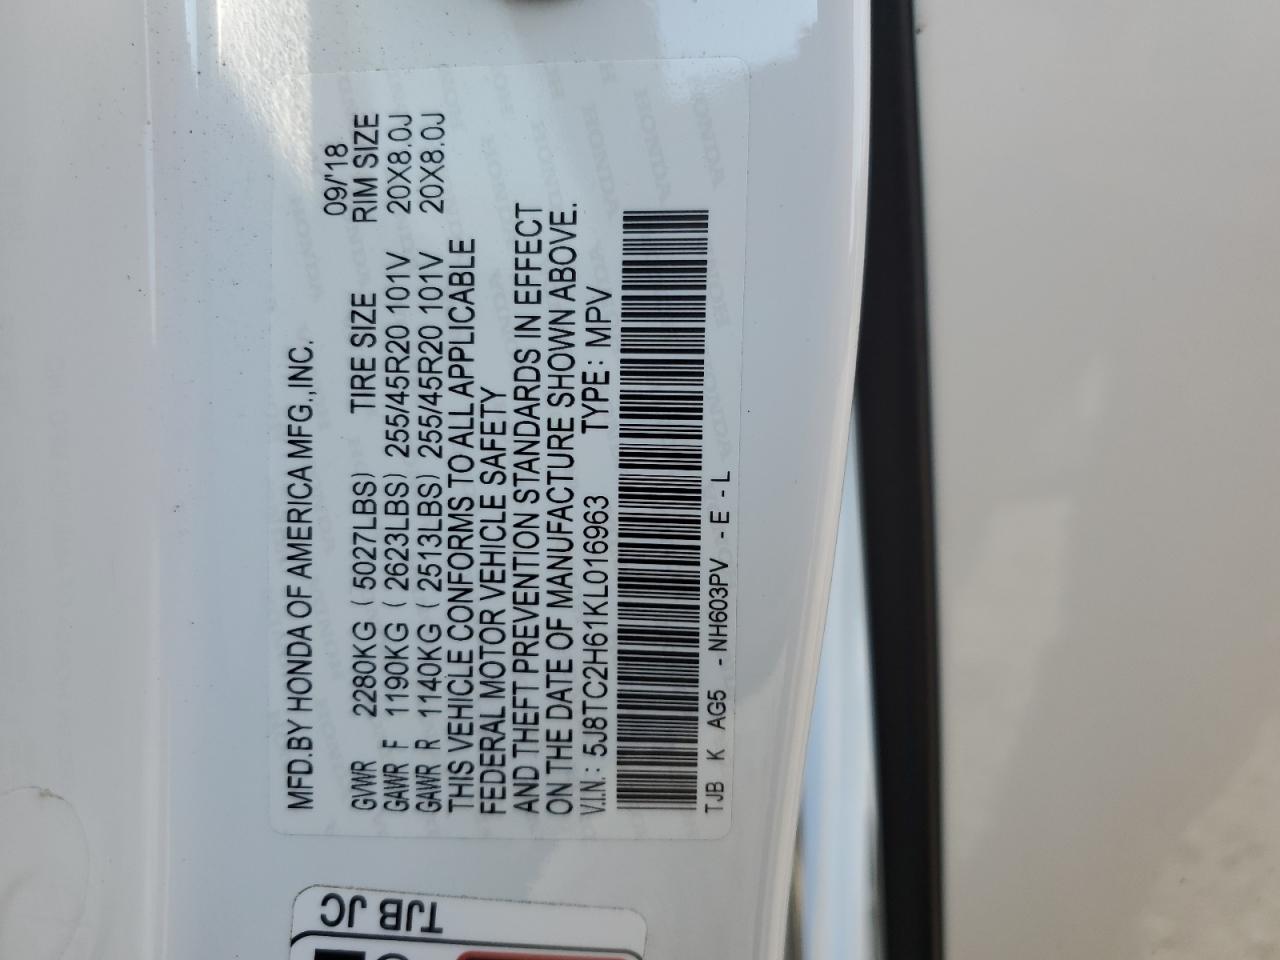 MFD.BY HONDA OF AMERICA MFG.,INC.
09/'18
GVWR 2280KG ( 5027LBS) TIRE SIZE RIM SIZE
GAWR F 1190KG ( 2623LBS) 255/45R20 101V 20X8.0J
GAWR R 1140KG ( 2513LBS) 255/45R20 101V 20X8.0J
THIS VEHICLE CONFORMS TO ALL APPLICABLE
FEDERAL MOTOR VEHICLE SAFETY
AND THEFT PREVENTION STANDARDS IN EFFECT
ON THE DATE OF MANUFACTURE SHOWN ABOVE.
V.I.N.: 5J8TC2H61KL016963 TYPE: MPV
TJB K AG5 - NH603PV - E - L
TJB JC